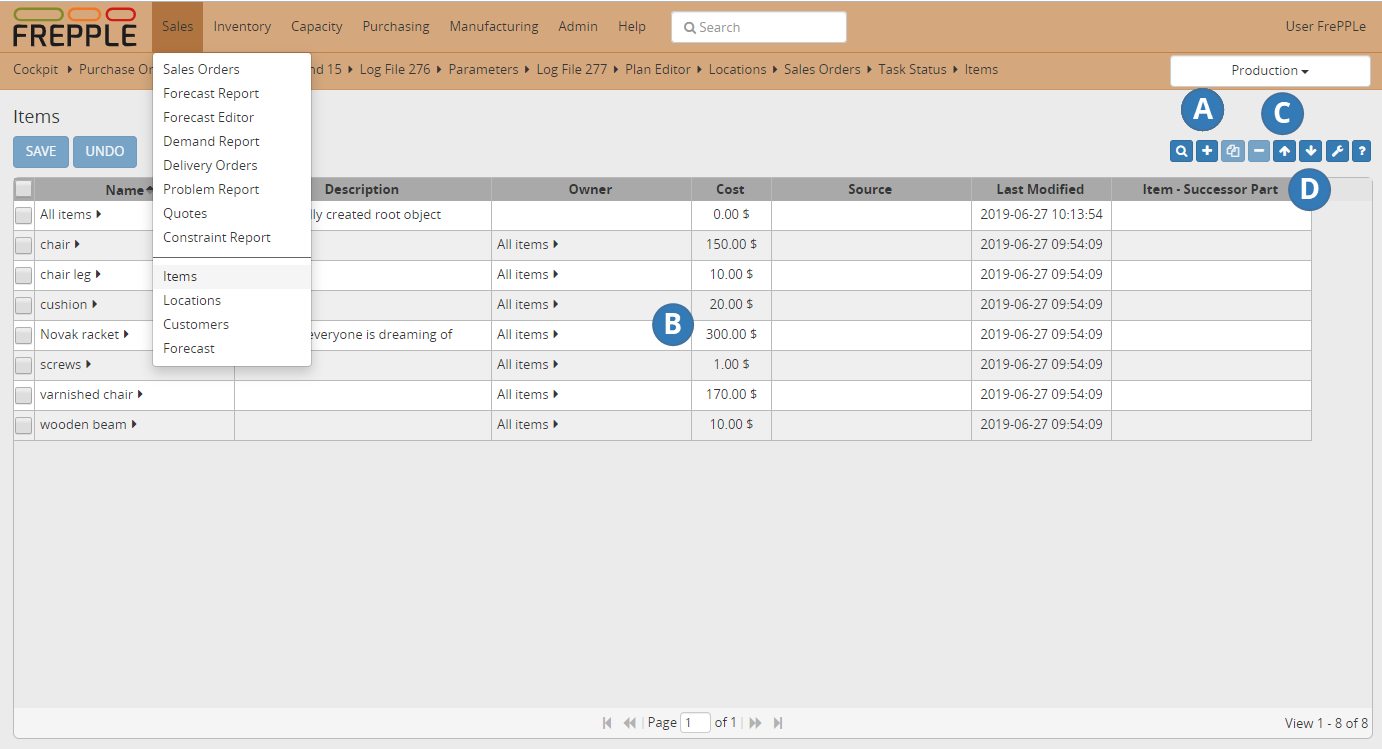 FREPPLE Sales Inventory Capacity Purchasing Manufacturing Admin Help Search User FrePPLe
Cockpit Purchase Or nd 15 Log File 276 Parameters Log File 277 Plan Editor Locations Sales Orders Task Status Items Production
Sales Orders
Forecast Report
Forecast Editor
Demand Report
Delivery Orders
Problem Report
Quotes
Constraint Report
Items
Locations
Customers
Forecast
A
C
Items
SAVE UNDO
?
D
Name Description Owner Cost Source Last Modified Item - Successor Part
All items lly created root object 0.00 $ 2019-06-27 10:13:54
chair All items 150.00 $ 2019-06-27 09:54:09
chair leg All items 10.00 $ 2019-06-27 09:54:09
cushion All items 20.00 $ 2019-06-27 09:54:09
B
Novak racket everyone is dreaming of All items 300.00 $ 2019-06-27 09:54:09
screws All items 1.00 $ 2019-06-27 09:54:09
varnished chair All items 170.00 $ 2019-06-27 09:54:09
wooden beam All items 10.00 $ 2019-06-27 09:54:09
Page 1 of 1 View 1 - 8 of 8